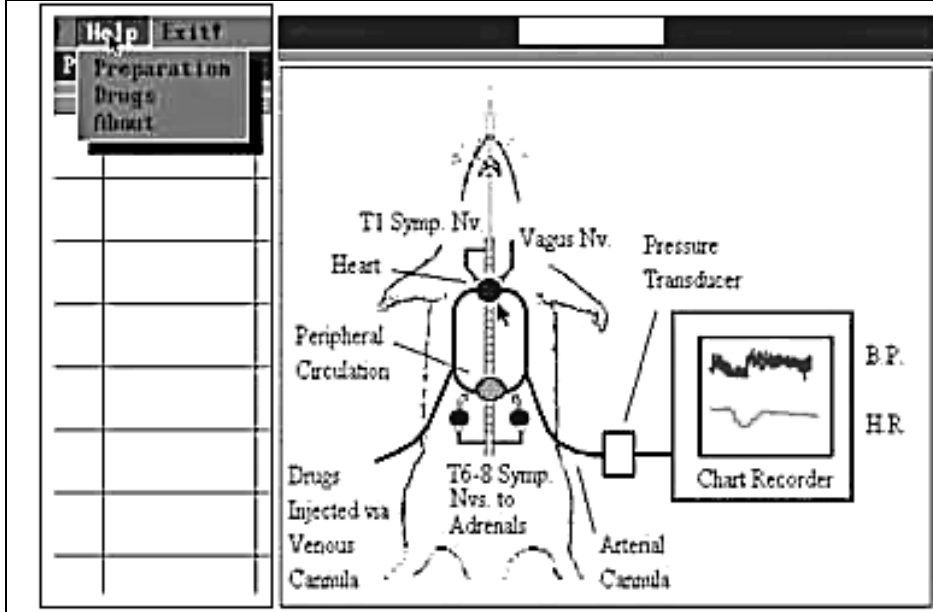 Help Exit!
Preparation
Drugs
About
T1 Symp. Nv.
Vagus Nv.
Heart
Pressure
Transducer
Peripheral
Circulation
B.P.
H.R
Chart Recorder
Drugs
Injected via
Venous
Cannula
T6-8 Symp.
Nvs. to
Adrenals
Arterial
Cannula